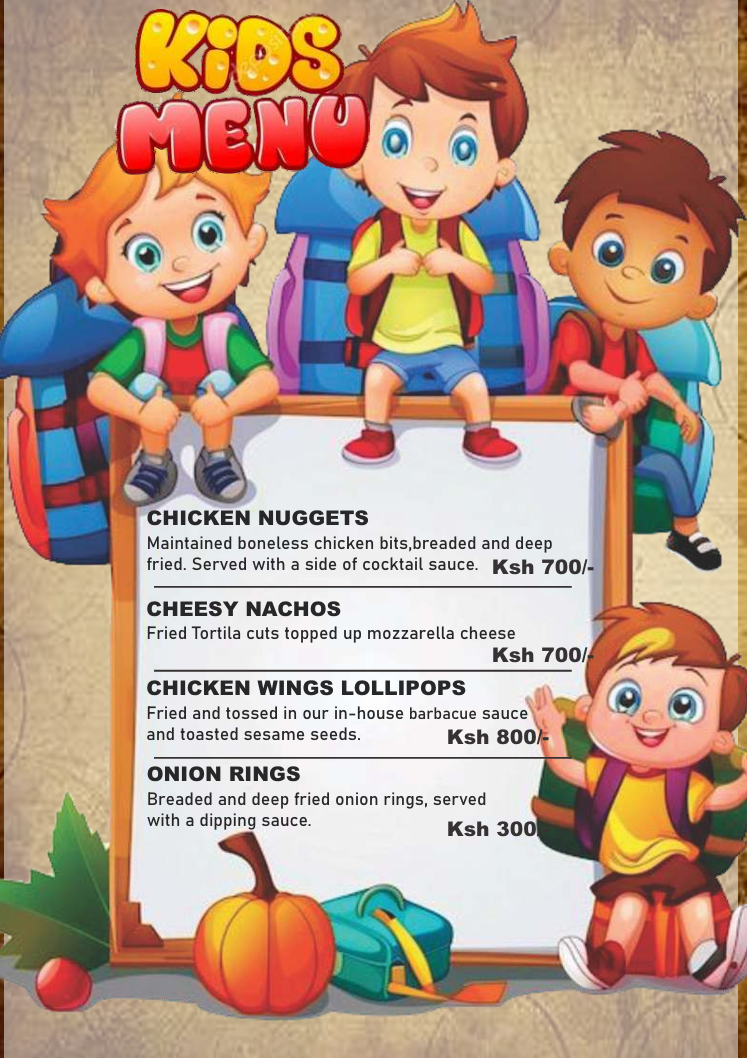 KiDS
MENU
CHICKEN NUGGETS
Maintained boneless chicken bits,breaded and deep
fried. Served with a side of cocktail sauce. Ksh 700/-
CHEESY NACHOS
Fried Tortila cuts topped up mozzarella cheese
Ksh 700/-
CHICKEN WINGS LOLLIPOPS
Fried and tossed in our in-house barbacue sauce
and toasted sesame seeds. Ksh 800/-
ONION RINGS
Breaded and deep fried onion rings, served
with a dipping sauce. Ksh 300